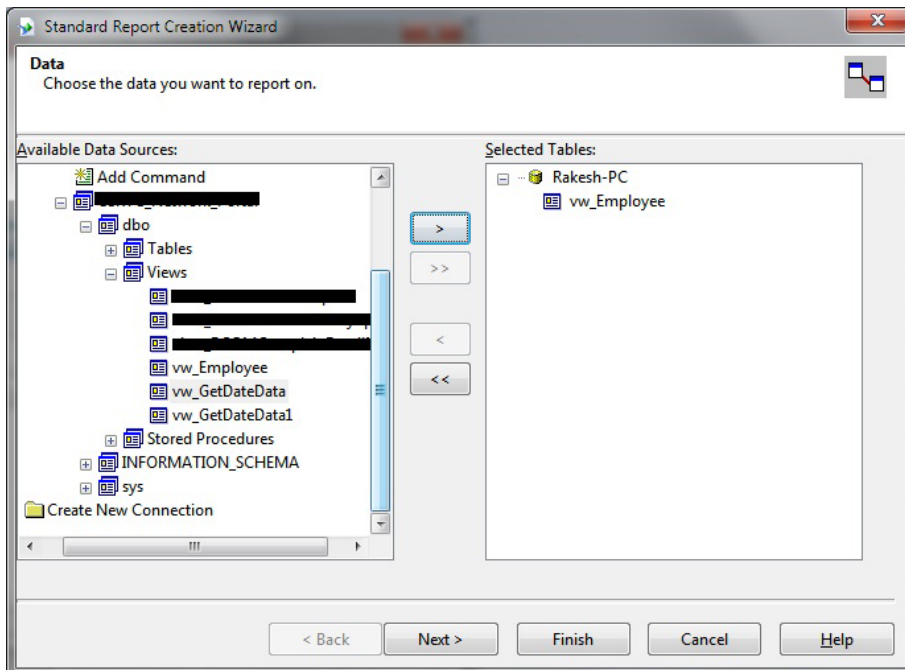 Standard Report Creation Wizard
Data
Choose the data you want to report on.
Available Data Sources:
Selected Tables:
Add Command
Rakesh-PC
vw_Employee
dbo
Tables
Views
vw_Employee
vw_GetDateData
vw_GetDateData1
Stored Procedures
INFORMATION_SCHEMA
sys
Create New Connection
>
>>
<
<<
< Back
Next >
Finish
Cancel
Help